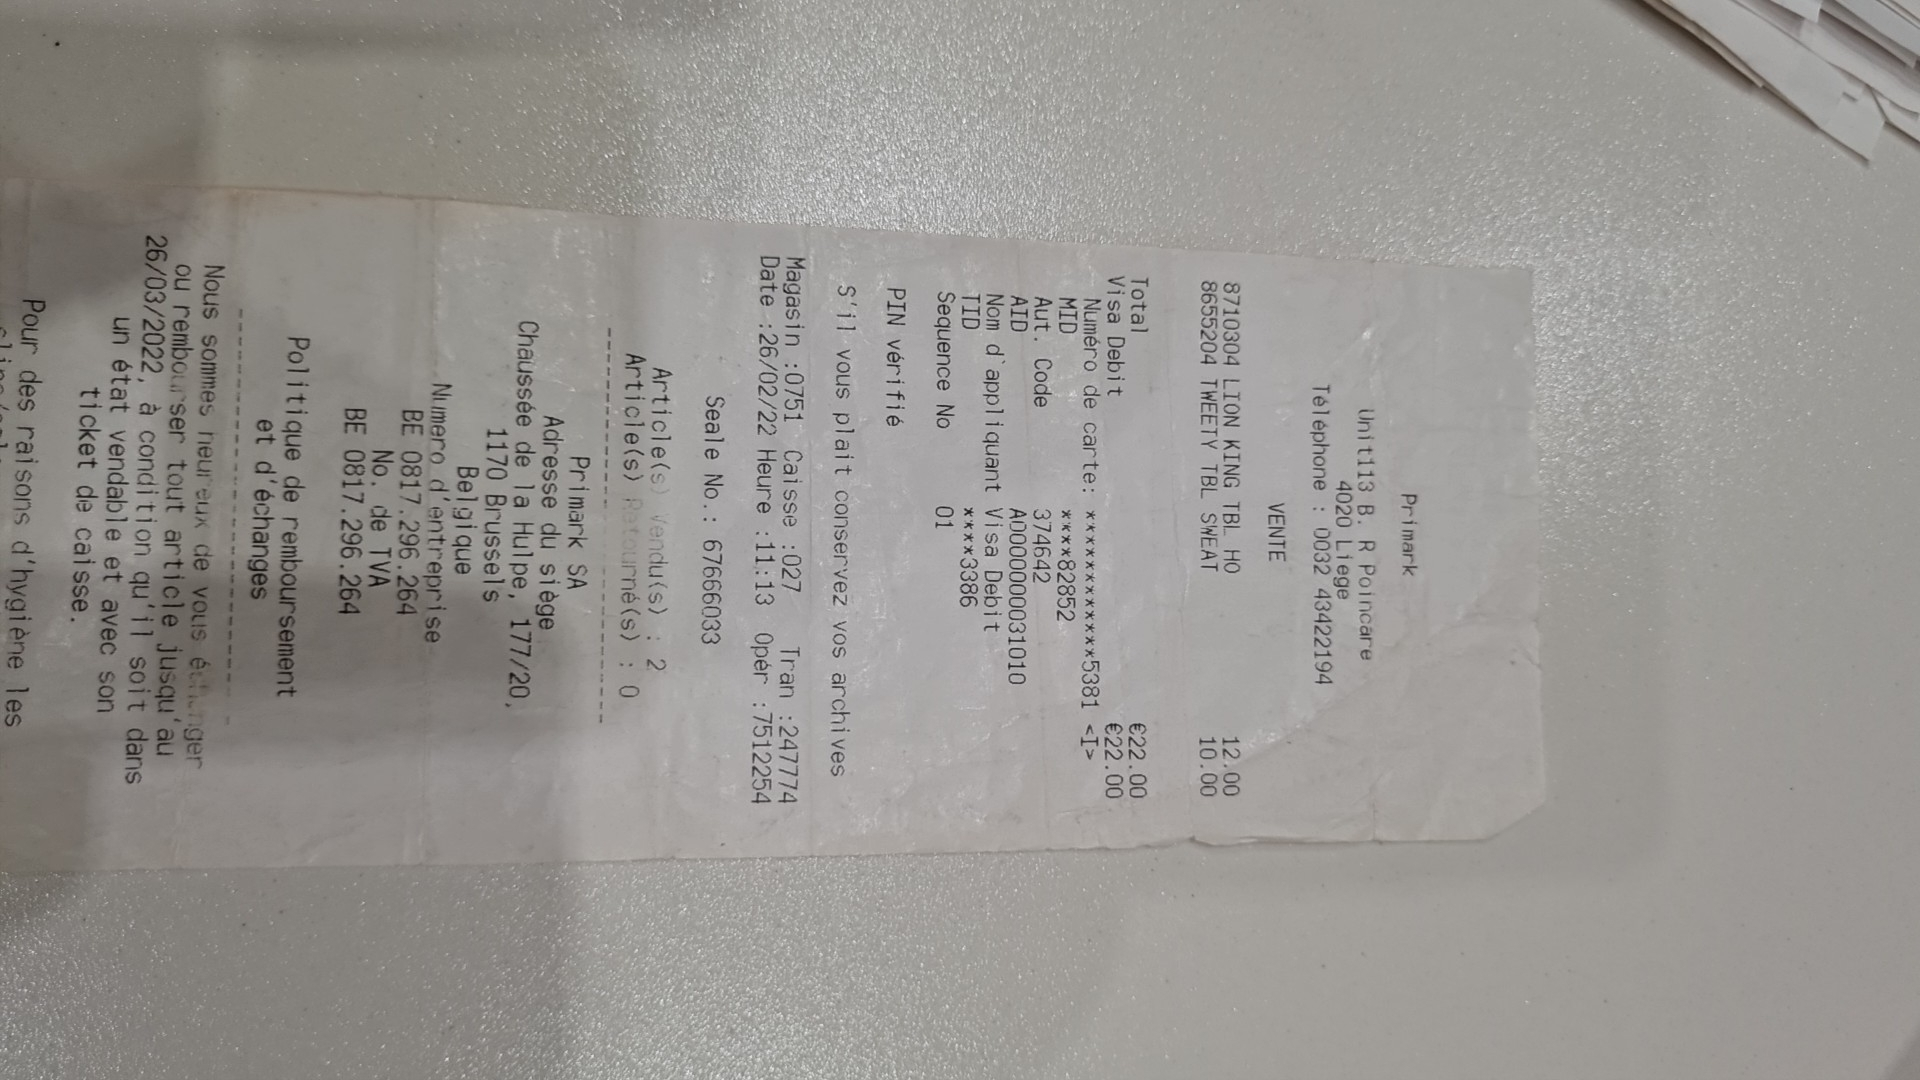 Primark
Unit113 B. R Poincare
4020 Liege
Téléphone : 0032 43422194
VENTE
8710304 LION KING TBL HO 12.00
8655204 TWEETY TBL SWEAT 10.00
Total €22.00
Visa Debit €22.00
Numéro de carte: ************5381 <I>
MID ****82852
Aut. Code 374642
AID A0000000031010
Nom d`appliquant Visa Debit
TID ****3386
Sequence No 01
PIN vérifié
S'il vous plait conservez vos archives
Magasin :0751 Caisse :027 Tran :247774
Date :26/02/22 Heure :11:13 Opér :7512254
Seale No.: 67666033
Article(s) Vendu(s) : 2
Article(s) Retourné(s) : 0
----------------------------------
Primark SA
Adresse du siège
Chaussée de la Hulpe, 177/20,
1170 Brussels
Belgique
Numero d'entreprise
BE 0817.296.264
No. de TVA
BE 0817.296.264
Politique de remboursement
et d'échanges
----------------------------------
Nous sommes heureux de vous échanger
ou rembourser tout article jusqu'au
26/03/2022, à condition qu'il soit dans
un état vendable et avec son
ticket de caisse.
Pour des raisons d'hygiène les